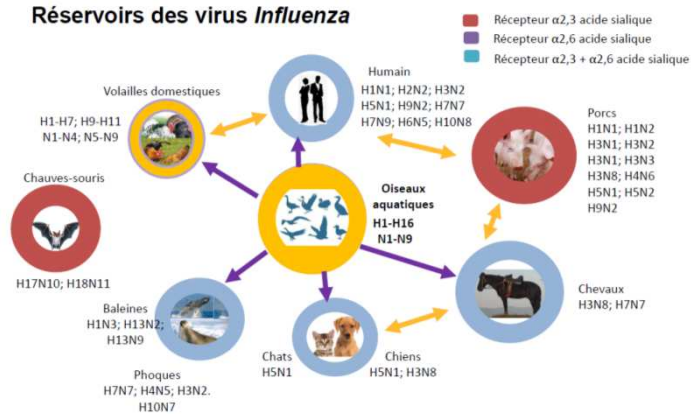 Réservoirs des virus Influenza
Récepteur α2,3 acide sialique
Récepteur α2,6 acide sialique
Récepteur α2,3 + α2,6 acide sialique
Humain
H1N1; H2N2; H3N2
H5N1; H9N2; H7N7
H7N9; H6N5; H10N8
Volailles domestiques
H1-H7; H9-H11
N1-N4; N5-N9
Porcs
H1N1; H1N2
H3N1; H3N2
H3N1; H3N3
H3N8; H4N6
H5N1; H5N2
H9N2
Chauves-souris
H17N10; H18N11
Oiseaux
aquatiques
H1-H16
N1-N9
Chevaux
H3N8; H7N7
Baleines
H1N3; H13N2;
H13N9
Phoques
H7N7; H4N5; H3N2.
H10N7
Chats
H5N1
Chiens
H5N1; H3N8